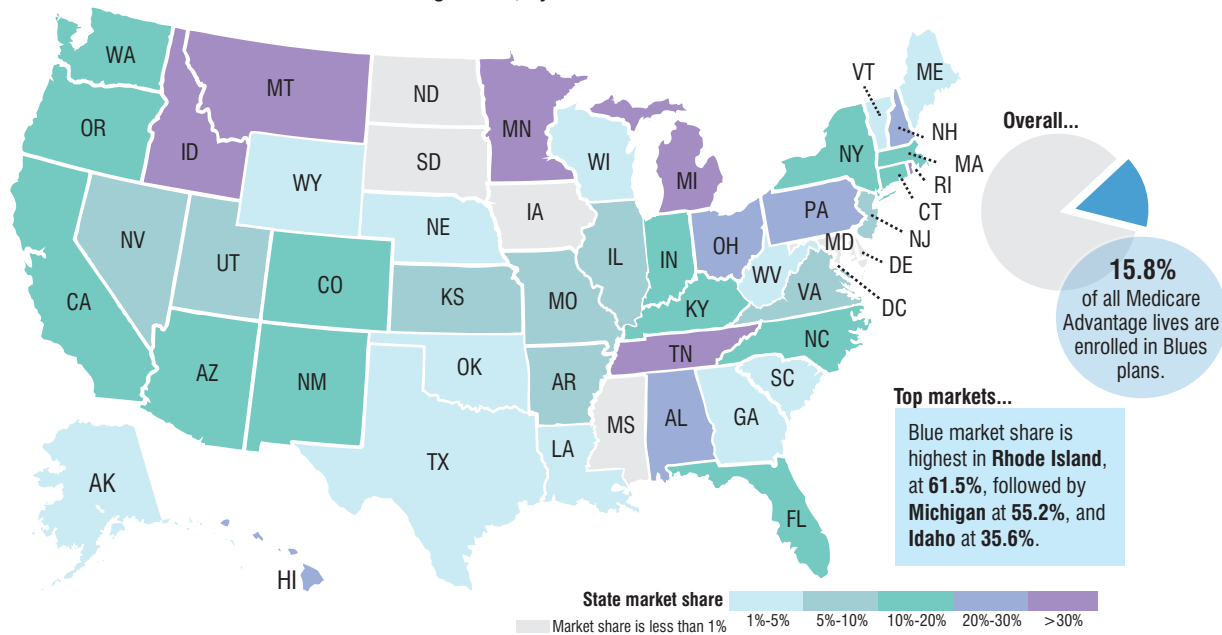 WA
MT
ND
MN
VT
ME
OR
ID
SD
WI
MI
NY
NH
MA
RI
CT
WY
IA
NE
PA
NJ
NV
UT
IL
IN
OH
MD
DE
CA
CO
KS
MO
WV
VA
DC
KY
AZ
NM
OK
AR
TN
NC
SC
MS
AL
GA
TX
LA
AK
FL
HI
Overall...
15.8%
of all Medicare
Advantage lives are
enrolled in Blues
plans.
Top markets...
Blue market share is
highest in Rhode Island,
at 61.5%, followed by
Michigan at 55.2%, and
Idaho at 35.6%.
State market share
Market share is less than 1%
1%-5%
5%-10%
10%-20%
20%-30%
>30%